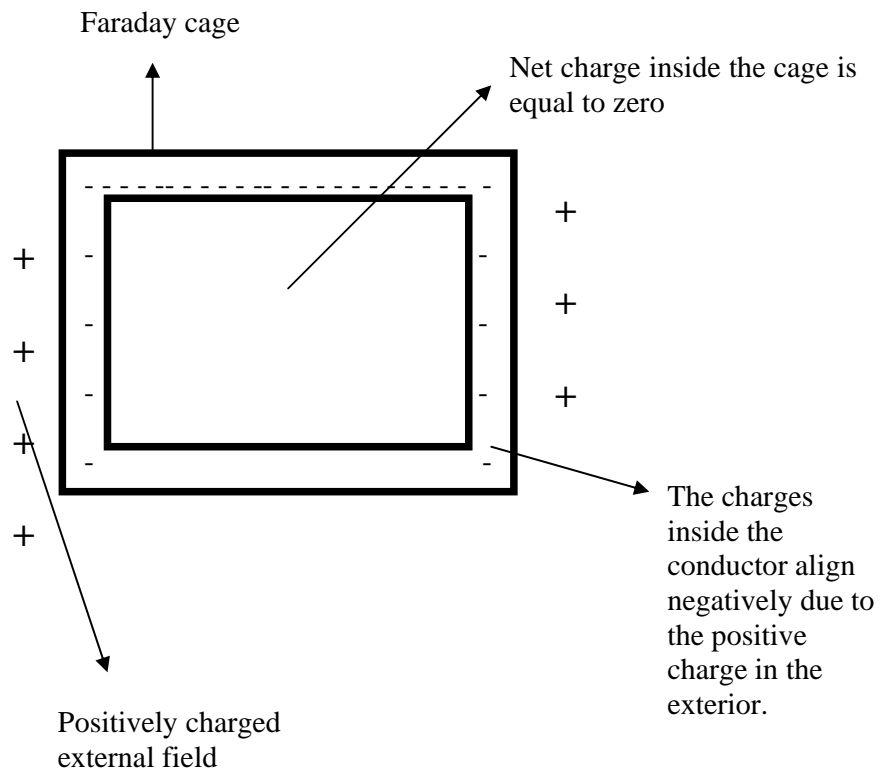 Faraday cage
Net charge inside the cage is
equal to zero
- - - - -- - - - - -- - - - - - - - - - -
+
+
- -
+
+
- -
+
- -
+
+
- -
+
The charges
inside the
conductor align
negatively due to
the positive
charge in the
exterior.
Positively charged
external field